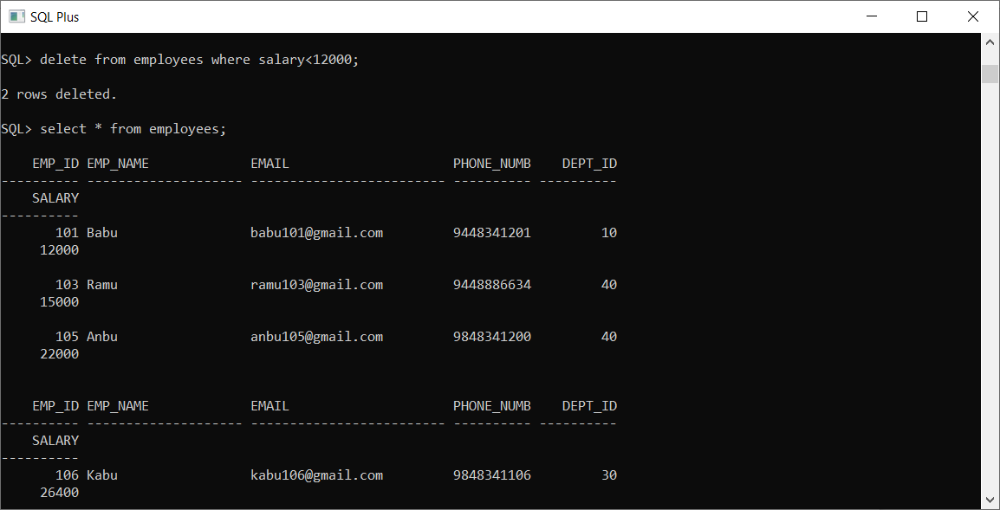 SQL Plus
SQL> delete from employees where salary<12000;
2 rows deleted.
SQL> select * from employees;
    EMP_ID EMP_NAME             EMAIL                     PHONE_NUMB    DEPT_ID
---------- -------------------- ------------------------- ---------- ----------
    SALARY
----------
       101 Babu                 babu101@gmail.com         9448341201         10
     12000
       103 Ramu                 ramu103@gmail.com         9448886634         40
     15000
       105 Anbu                 anbu105@gmail.com         9848341200         40
     22000
    EMP_ID EMP_NAME             EMAIL                     PHONE_NUMB    DEPT_ID
---------- -------------------- ------------------------- ---------- ----------
    SALARY
----------
       106 Kabu                 kabu106@gmail.com         9848341106         30
     26400